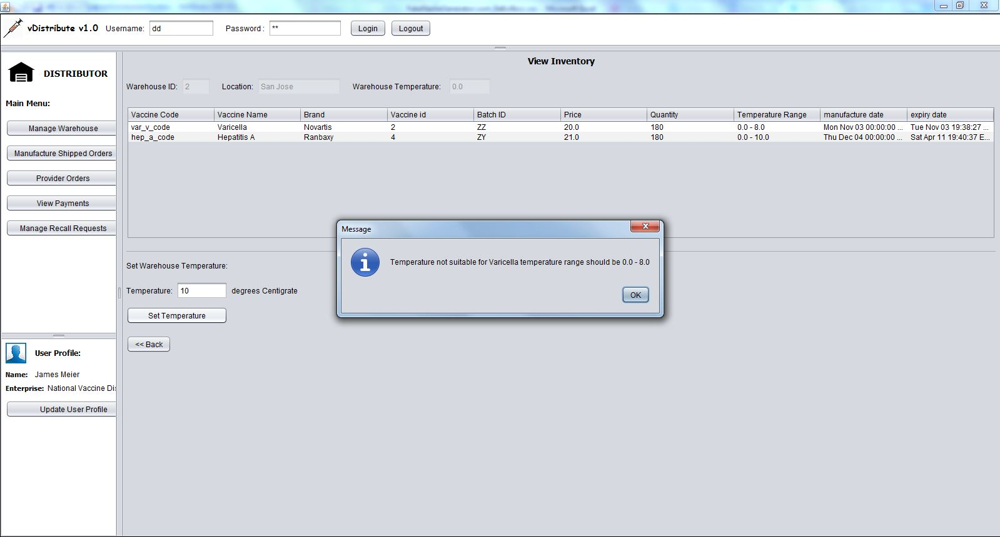 vDistribute v1.0 Username: dd Password : ** Login Logout
DISTRIBUTOR
Main Menu:
Manage Warehouse
Manufacture Shipped Orders
Provider Orders
View Payments
Manage Recall Requests
User Profile:
Name: James Meier
Enterprise: National Vaccine Di
Update User Profile
View Inventory
Warehouse ID: 2 Location: San Jose Warehouse Temperature: 0.0
Vaccine Code Vaccine Name Brand Vaccine id Batch ID Price Quantity Temperature Range manufacture date expiry date
var_v_code Varicella Novartis 2 ZZ 20.0 180 0.0 - 8.0 Mon Nov 03 00:00:00 ... Tue Nov 03 19:38:27 ...
hep_a_code Hepatitis A Ranbaxy 4 ZY 21.0 180 0.0 - 10.0 Thu Dec 04 00:00:00 ... Sat Apr 11 19:40:37 E...
Message
Temperature not suitable for Varicella temperature range should be 0.0 - 8.0
OK
Set Warehouse Temperature:
Temperature: 10 degrees Centigrate
Set Temperature
<< Back